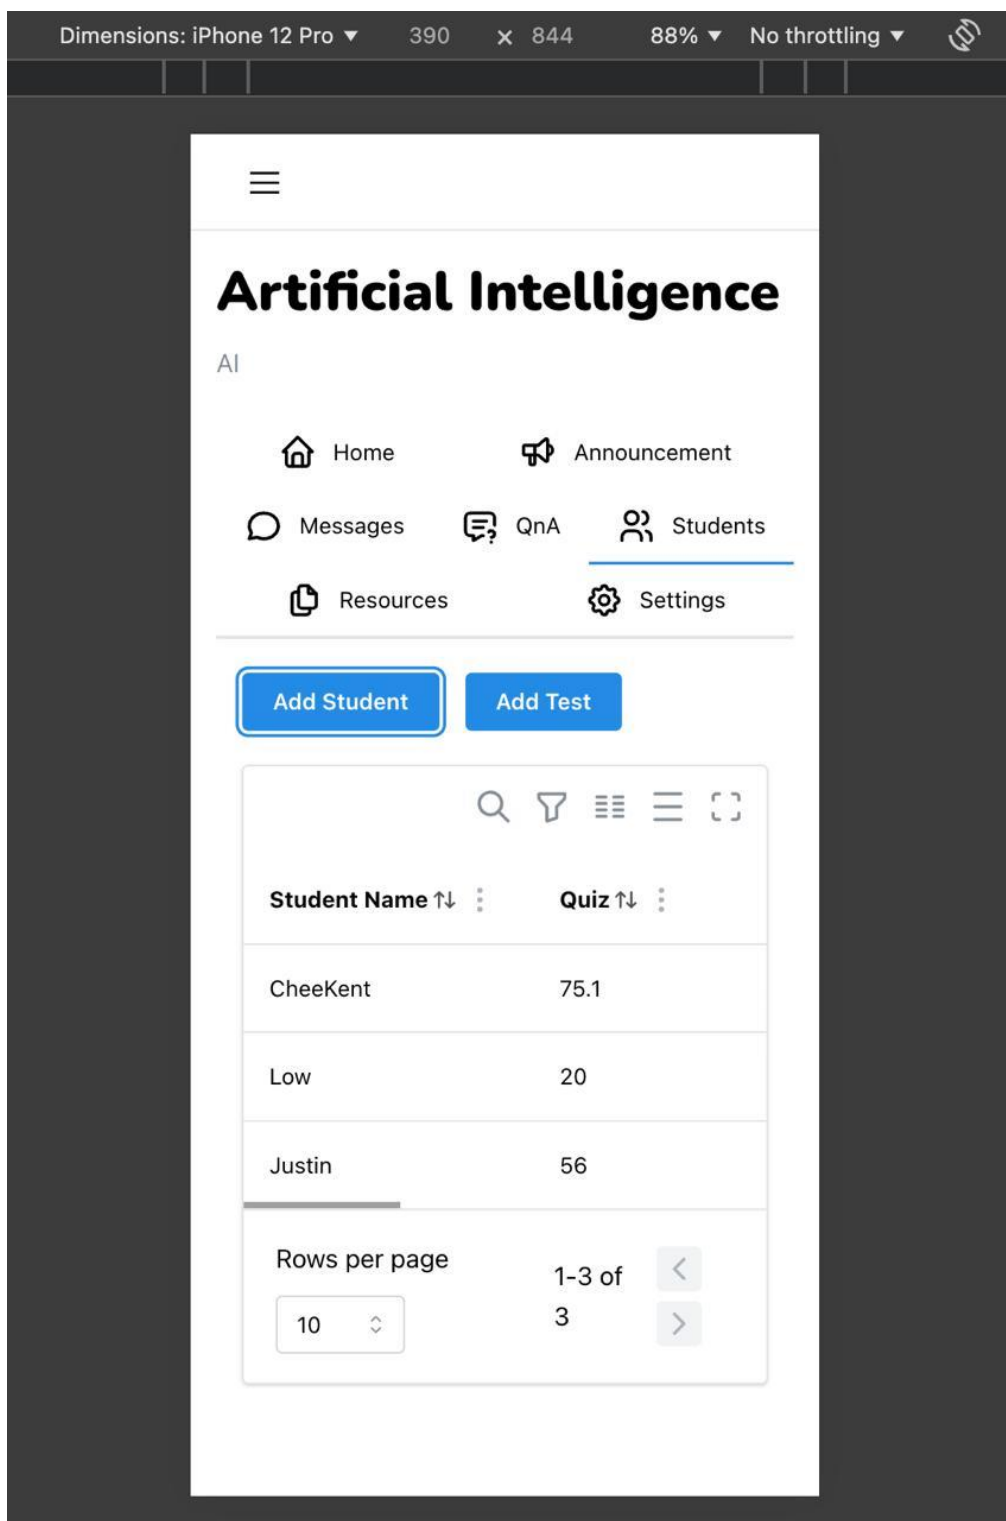 Dimensions: iPhone 12 Pro ▼ 390 × 844 88% ▼ No throttling ▼
Artificial Intelligence
AI
Home Announcement
Messages QnA Students
Resources Settings
Add Student Add Test
Student Name Quiz
CheeKent 75.1
Low 20
Justin 56
Rows per page
1-3 of
3
10